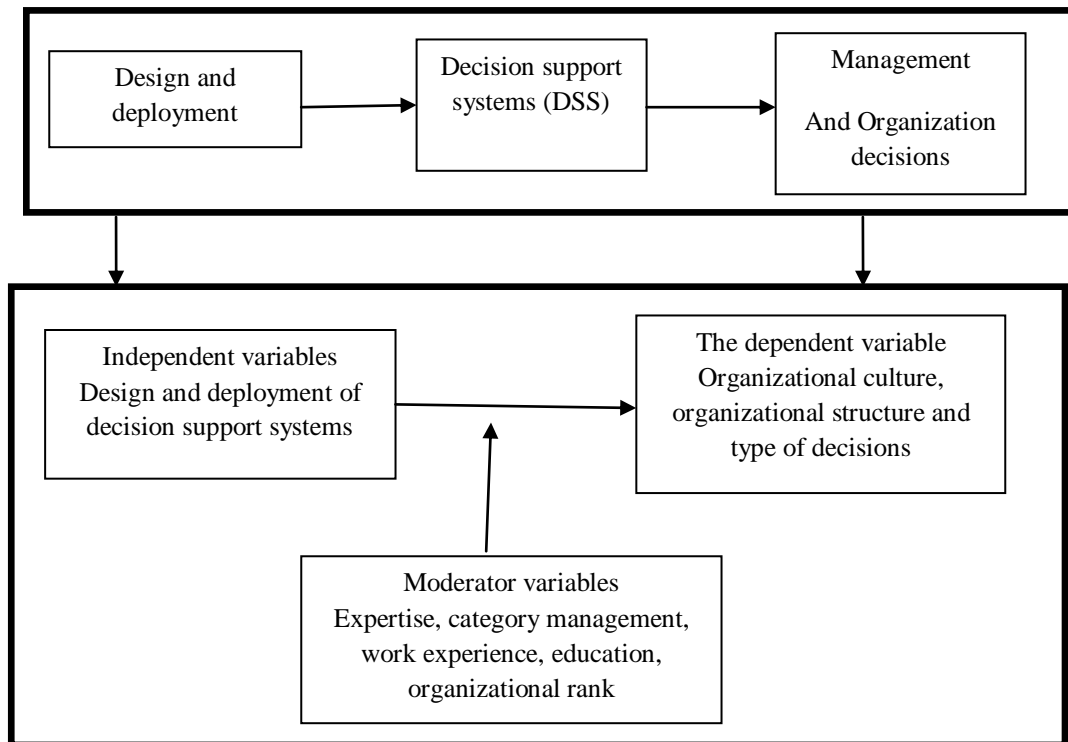 Design and
deployment
Decision support
systems (DSS)
Management
And Organization
decisions
Independent variables
Design and deployment of
decision support systems
The dependent variable
Organizational culture,
organizational structure and
type of decisions
Moderator variables
Expertise, category management,
work experience, education,
organizational rank